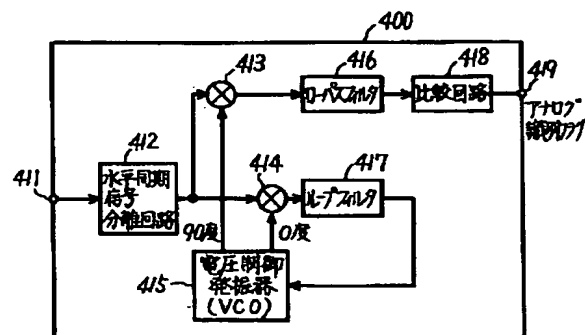 400
413
416
418
419
ローパスフィルタ
比較回路
アナログ
識別フラグ
412
411
水平同期
信号
分離回路
414
417
ループフィルタ
90度
0度
415
電圧制御
発振器
(VCO)